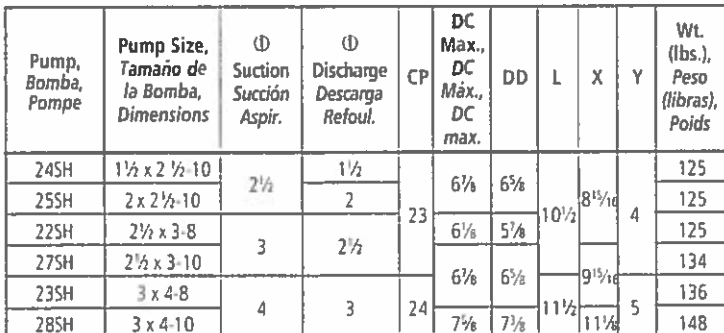 Pump, Bomba, Pompe | Pump Size, Tamaño de la Bomba, Dimensions | ① Suction Succión Aspir. | ① Discharge Descarga Refoul. | CP | DC Max., DC Máx., DC max. | DD | L | X | Y | Wt. (lbs.), Peso (libras), Poids
24SH | 1½ x 2 ½-10 | 2½ | 1½ | 23 | 6⅞ | 6⅝ | 10½ | 8¹⁵⁄₁₆ | 4 | 125
25SH | 2 x 2½-10 | 2 | 125
22SH | 2½ x 3-8 | 3 | 2½ | 6⅛ | 5⅞ | 125
27SH | 2½ x 3-10 | 6⅞ | 6⅝ | 9¹⁵⁄₁₆ | 134
23SH | 3 x 4-8 | 4 | 3 | 24 | 11½ | 5 | 136
28SH | 3 x 4-10 | 7⅝ | 7⅜ | 11⅛ | 148